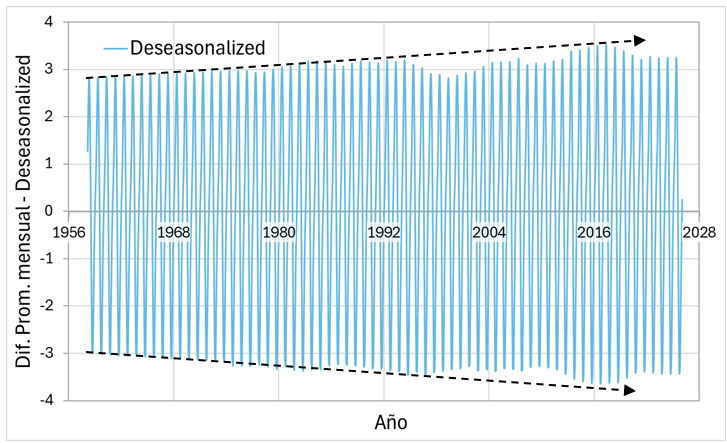 4
Deseasonalized
3
2
1
0
1956 1968 1980 1992 2004 2016 2028
-1
-2
-3
-4
Dif. Prom. mensual - Deseasonalized
Año